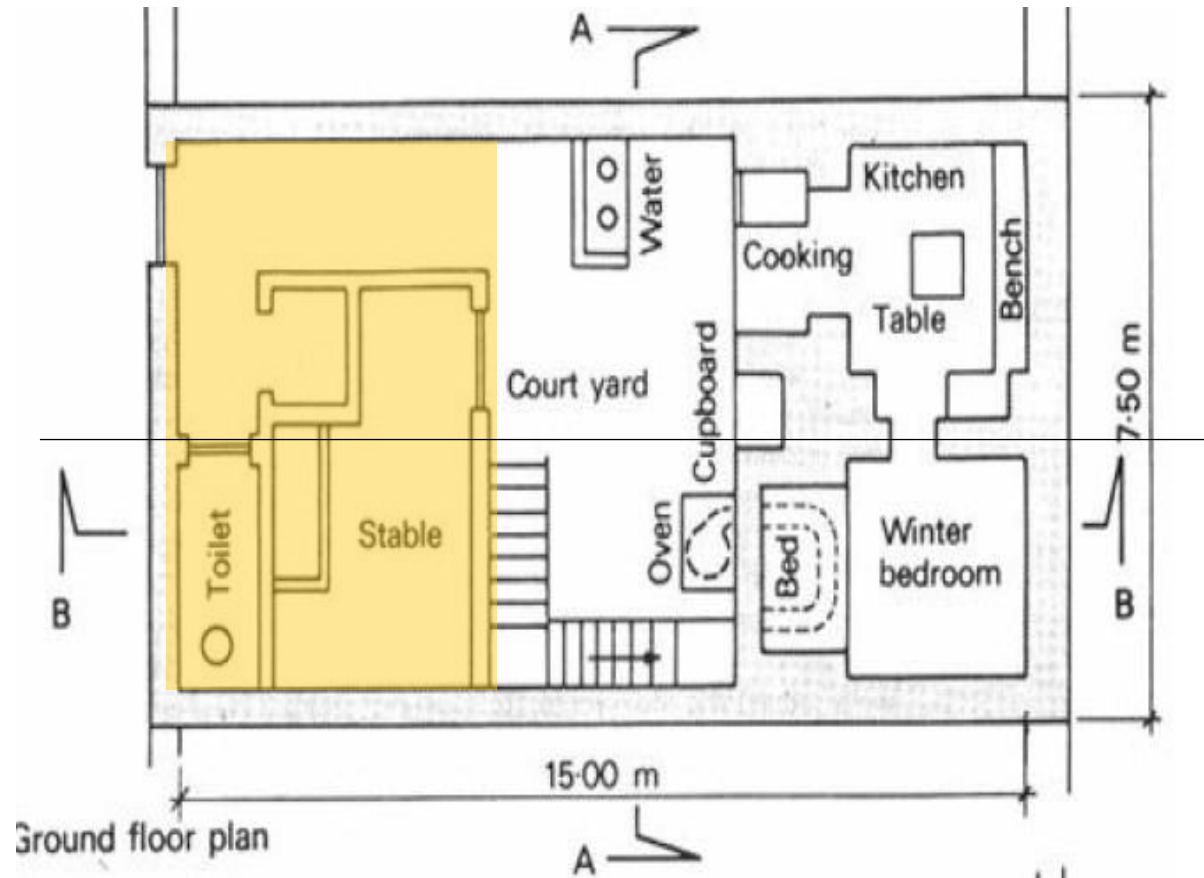 A
Kitchen
Water
Cooking
Bench
Table
Court yard
Cupboard
7·50 m
Toilet
Stable
Oven
Bed
Winter
bedroom
B
B
15·00 m
Ground floor plan
A